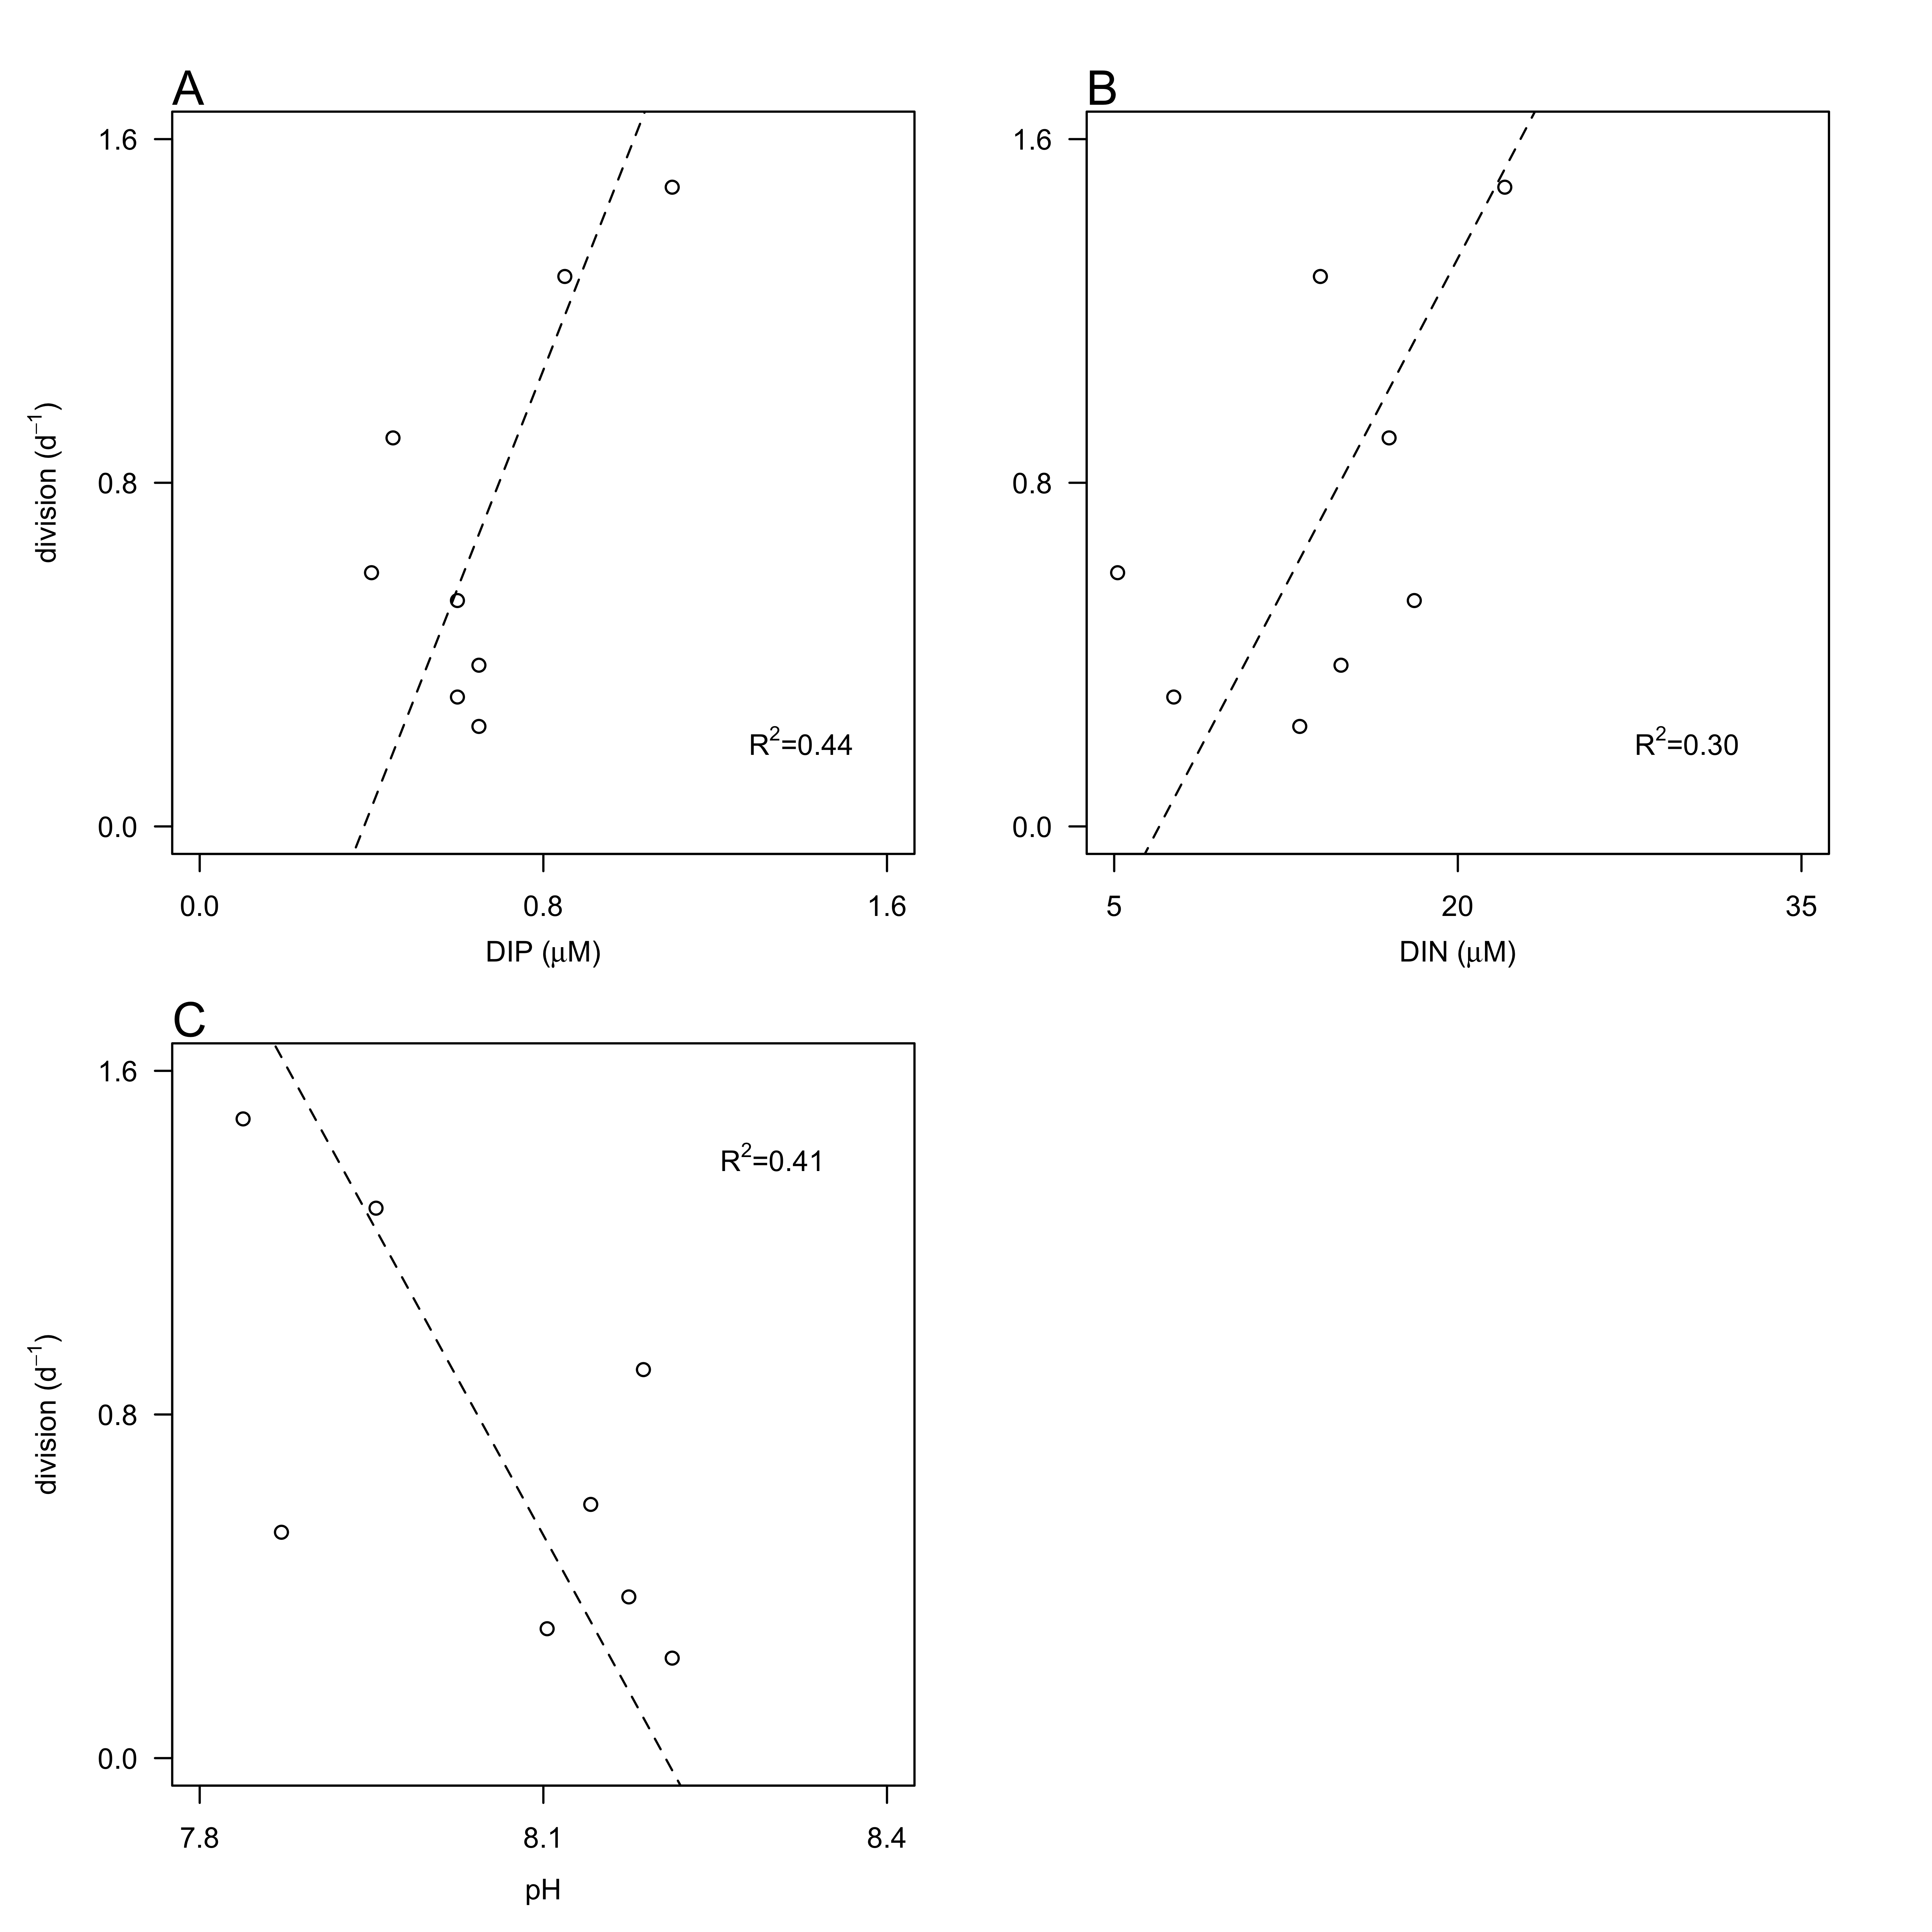 A
1.6
0.8
0.0
division (d⁻¹)
R²=0.44
0.0 0.8 1.6
DIP (μM)
B
1.6
0.8
0.0
R²=0.30
5 20 35
DIN (μM)
C
1.6
0.8
0.0
division (d⁻¹)
R²=0.41
7.8 8.1 8.4
pH